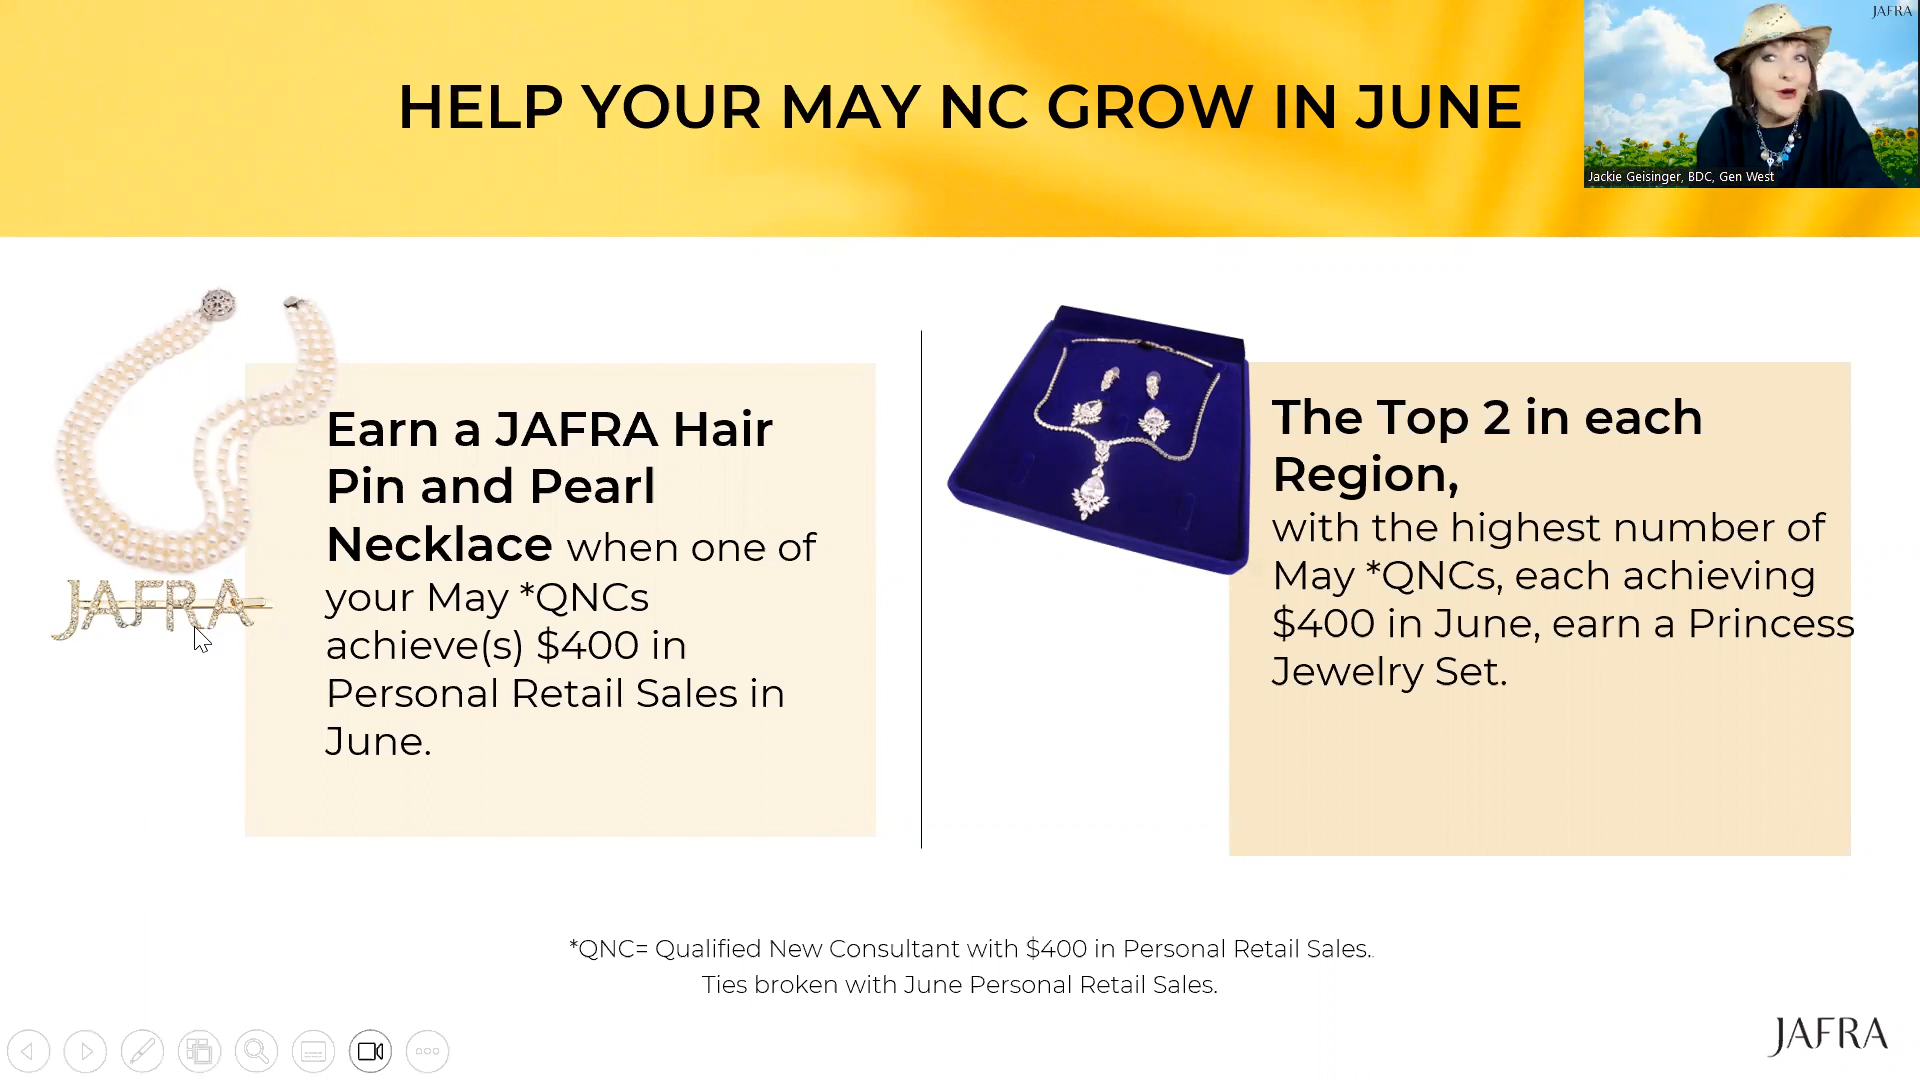 HELP YOUR MAY NC GROW IN JUNE
JAFRA
Jackie Geisinger, BDC, Gen West
JAFRA
Earn a JAFRA Hair
Pin and Pearl
Necklace when one of
your May *QNCs
achieve(s) $400 in
Personal Retail Sales in
June.
The Top 2 in each
Region,
with the highest number of
May *QNCs, each achieving
$400 in June, earn a Princess
Jewelry Set.
*QNC= Qualified New Consultant with $400 in Personal Retail Sales..
Ties broken with June Personal Retail Sales.
JAFRA